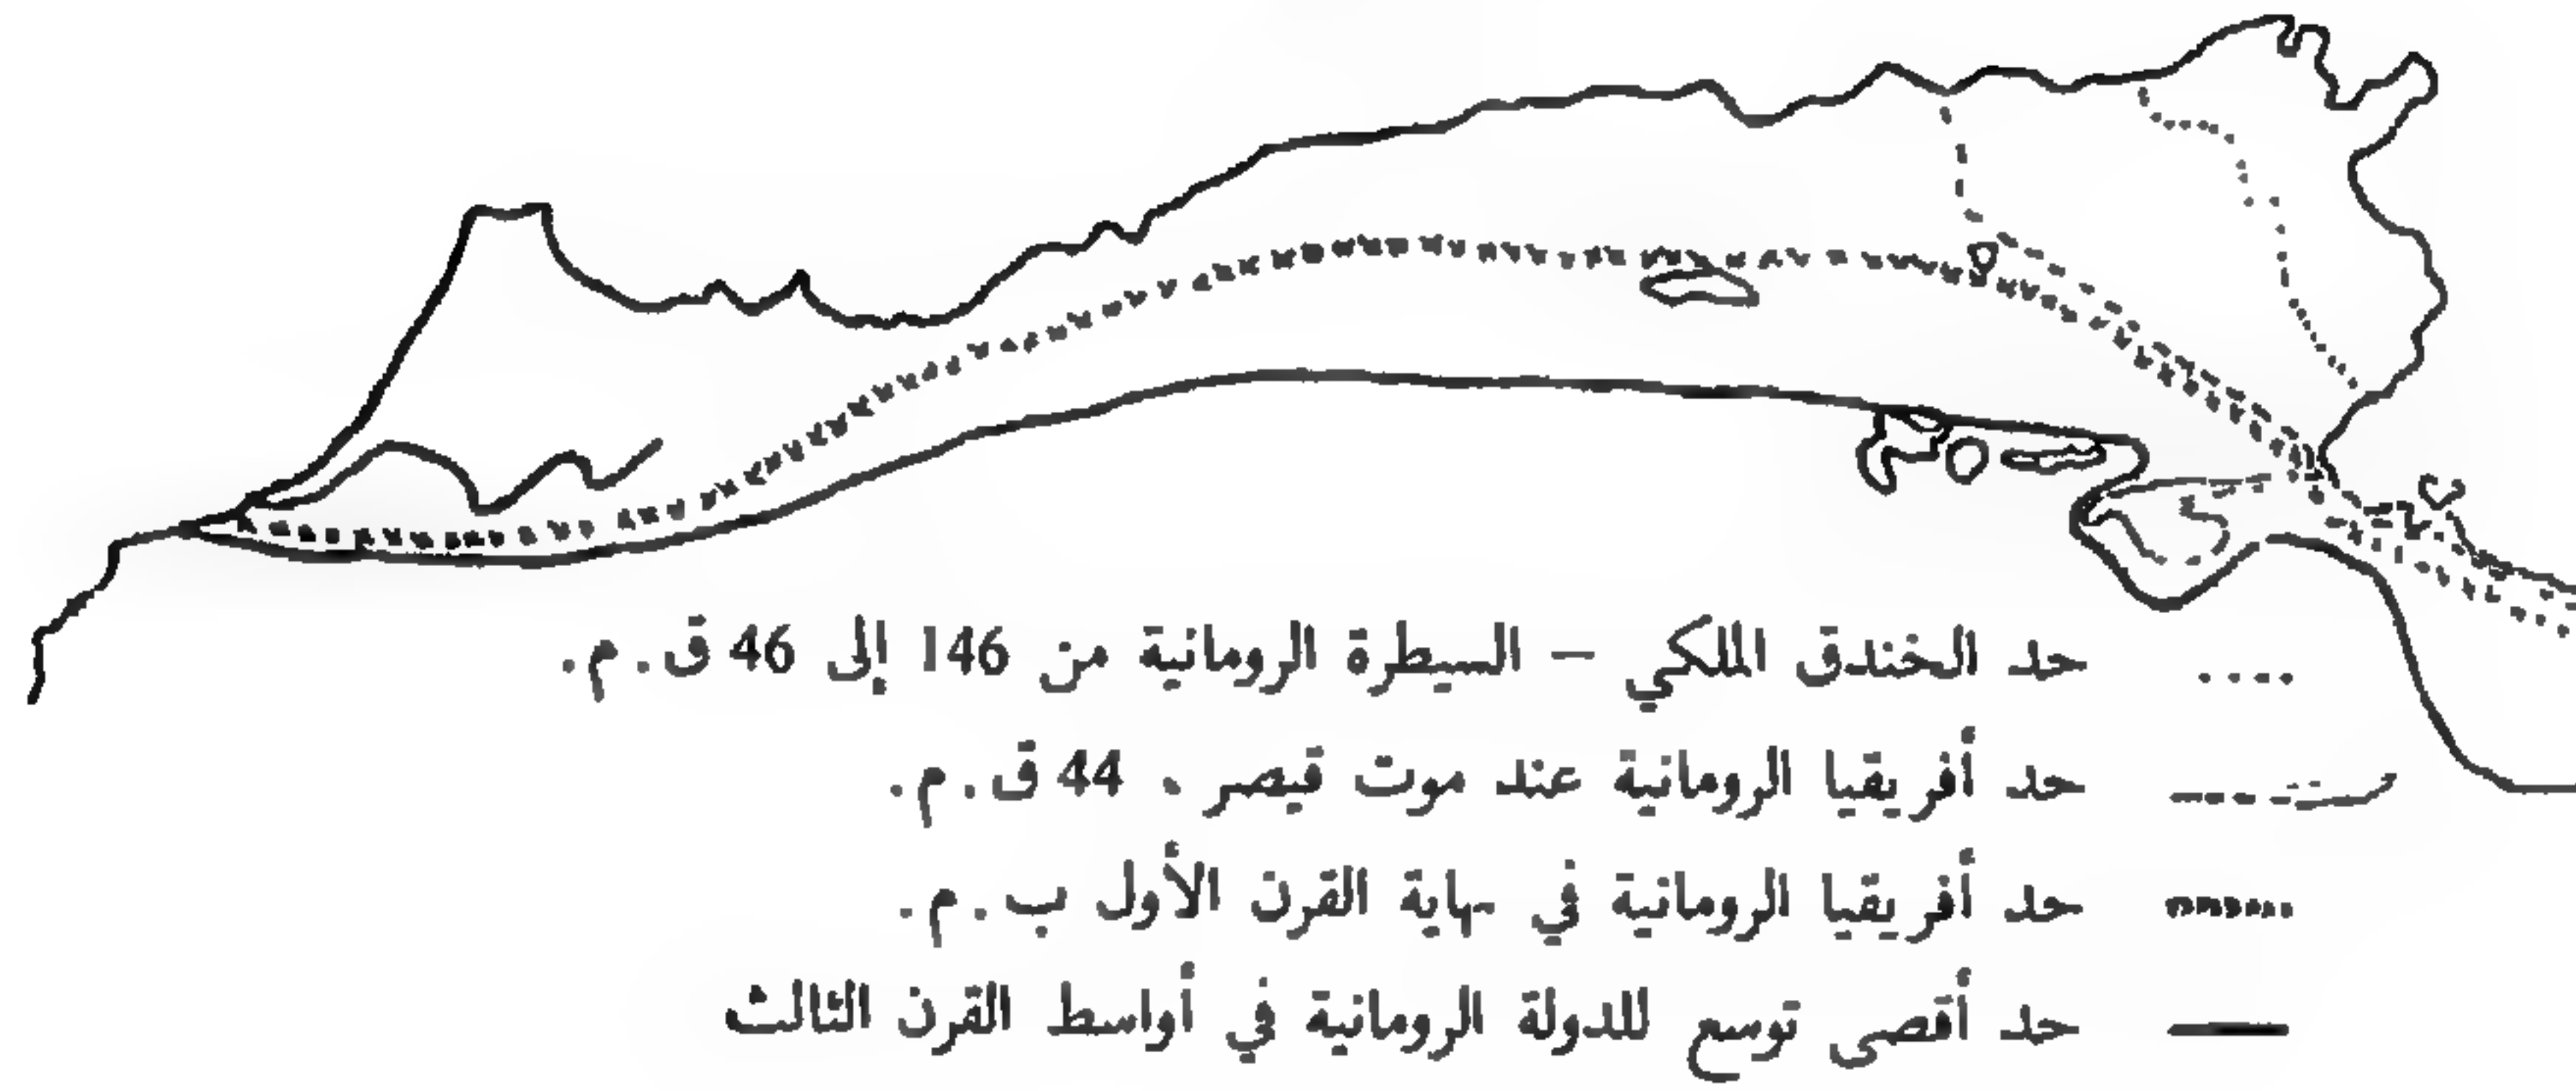 حد الخندق الملكي – السيطرة الرومانية من 146 إلى 46 ق.م.
حد أفريقيا الرومانية عند موت قيصر . 44 ق.م.
حد أفريقيا الرومانية في نهاية القرن الأول ب.م.
حد أقصى توسع للدولة الرومانية في أواسط القرن الثالث